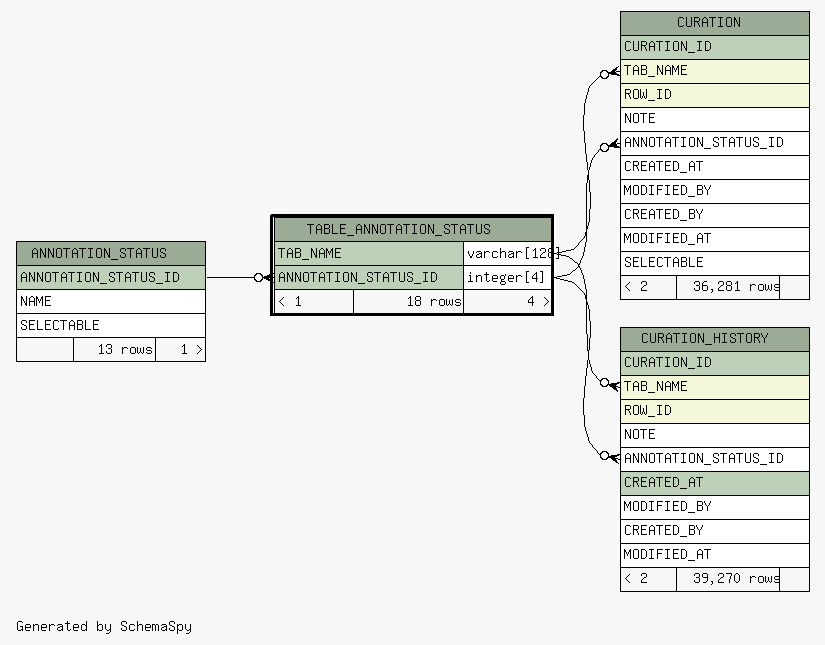 ANNOTATION_STATUS
ANNOTATION_STATUS_ID
NAME
SELECTABLE
13 rows 1 >
TABLE_ANNOTATION_STATUS
TAB_NAME varchar[128]
ANNOTATION_STATUS_ID integer[4]
< 1 18 rows 4 >
CURATION
CURATION_ID
TAB_NAME
ROW_ID
NOTE
ANNOTATION_STATUS_ID
CREATED_AT
MODIFIED_BY
CREATED_BY
MODIFIED_AT
SELECTABLE
< 2 36,281 rows
CURATION_HISTORY
CURATION_ID
TAB_NAME
ROW_ID
NOTE
ANNOTATION_STATUS_ID
CREATED_AT
MODIFIED_BY
CREATED_BY
MODIFIED_AT
< 2 39,270 rows
Generated by SchemaSpy